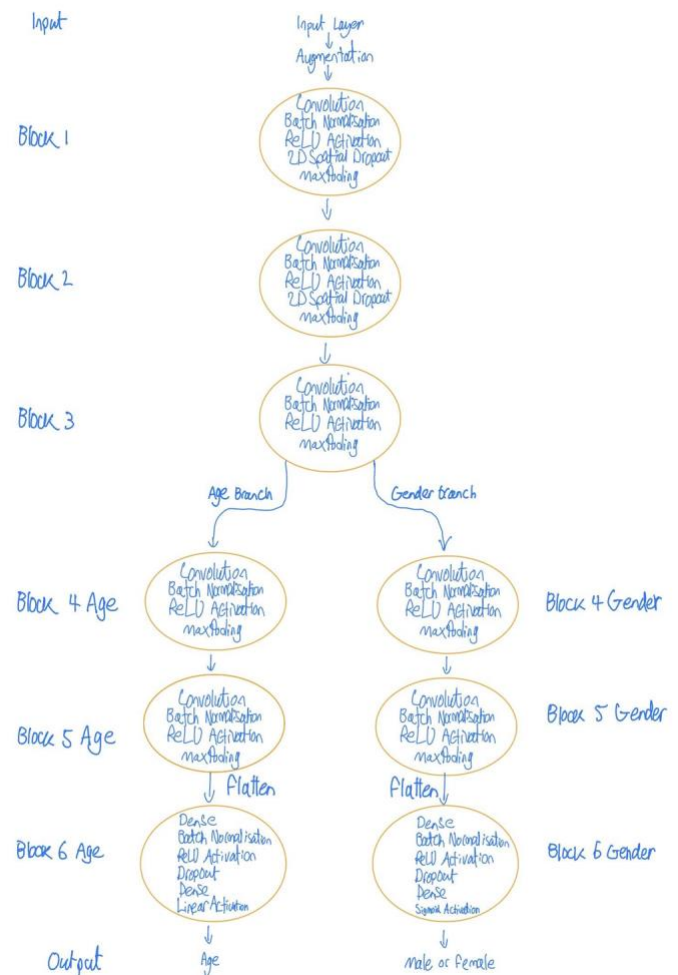 Input
Input Layer
Augmentation
Block 1
Convolution
Batch Normalisation
ReLU Activation
2D Spatial Dropout
maxPooling
Block 2
Convolution
Batch Normalisation
ReLU Activation
2D Spatial Dropout
maxPooling
Block 3
Convolution
Batch Normalisation
ReLU Activation
maxPooling
Age Branch
Gender branch
Block 4 Age
Convolution
Batch Normalisation
ReLU Activation
maxPooling
Convolution
Batch Normalisation
ReLU Activation
maxPooling
Block 4 Gender
Block 5 Age
Convolution
Batch Normalisation
ReLU Activation
maxPooling
Convolution
Batch Normalisation
ReLU Activation
maxPooling
Block 5 Gender
Flatten
Flatten
Block 6 Age
Dense
Batch Normalisation
ReLU Activation
Dropout
Dense
Linear Activation
Dense
Batch Normalisation
ReLU Activation
Dropout
Dense
Sigmoid Activation
Block 6 Gender
Output
Age
Male or female